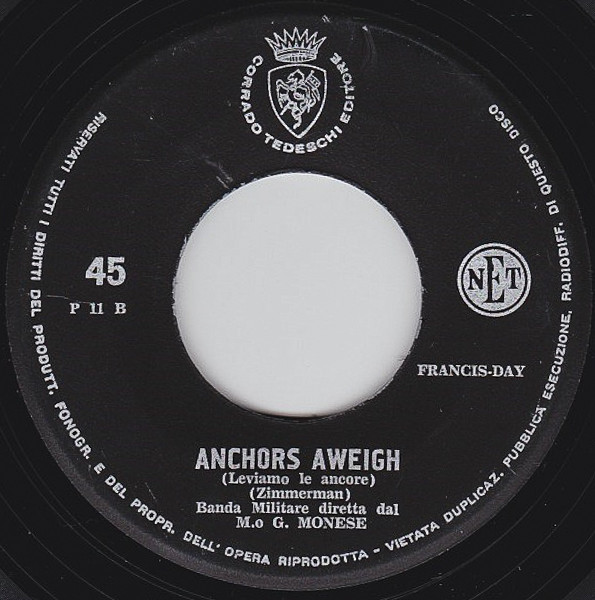 CORRADO TEDESCHI EDITORE
RISERVATI TUTTI I DIRITTI DEL PRODUTT. FONOGR. E DEL PROPR. DELL'OPERA RIPRODOTTA - VIETATA DUPLICAZ. PUBBLICA ESECUZIONE, RADIODIFF. DI QUESTO DISCO
45
P 11 B
NET
FRANCIS-DAY
ANCHORS AWEIGH
(Leviamo le ancore)
(Zimmerman)
Banda Militare diretta dal
M.o G. MONESE